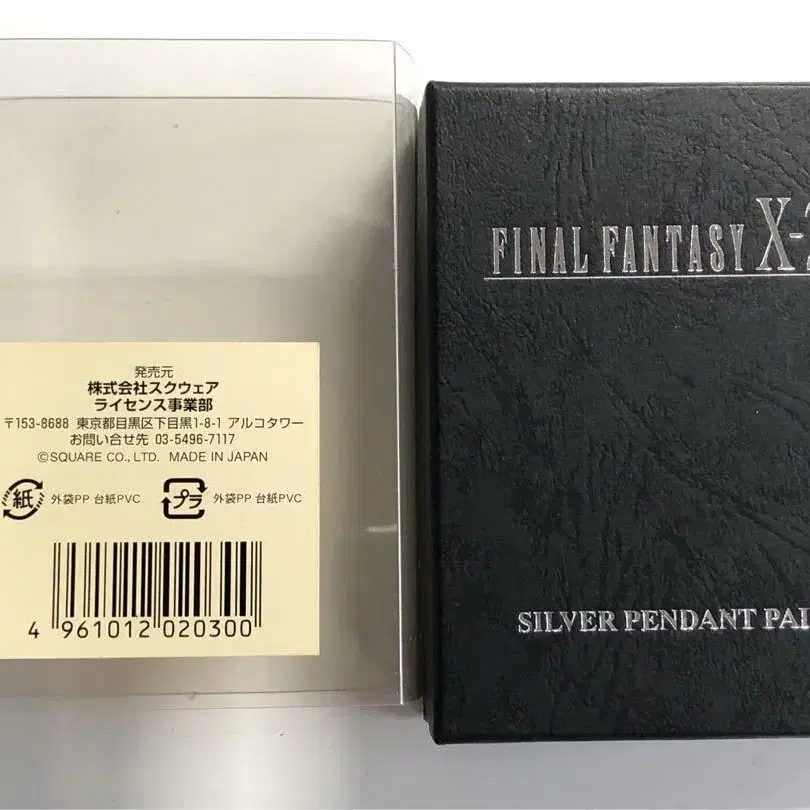 発売元
株式会社スクウェア
ライセンス事業部
〒153-8688 東京都目黒区下目黒1-8-1 アルコタワー
お問い合せ先 03-5496-7117
©SQUARE CO., LTD. MADE IN JAPAN
紙 外袋PP 台紙PVC プラ 外袋PP 台紙PVC
4 961012 020300
FINAL FANTASY X-2
SILVER PENDANT PAI